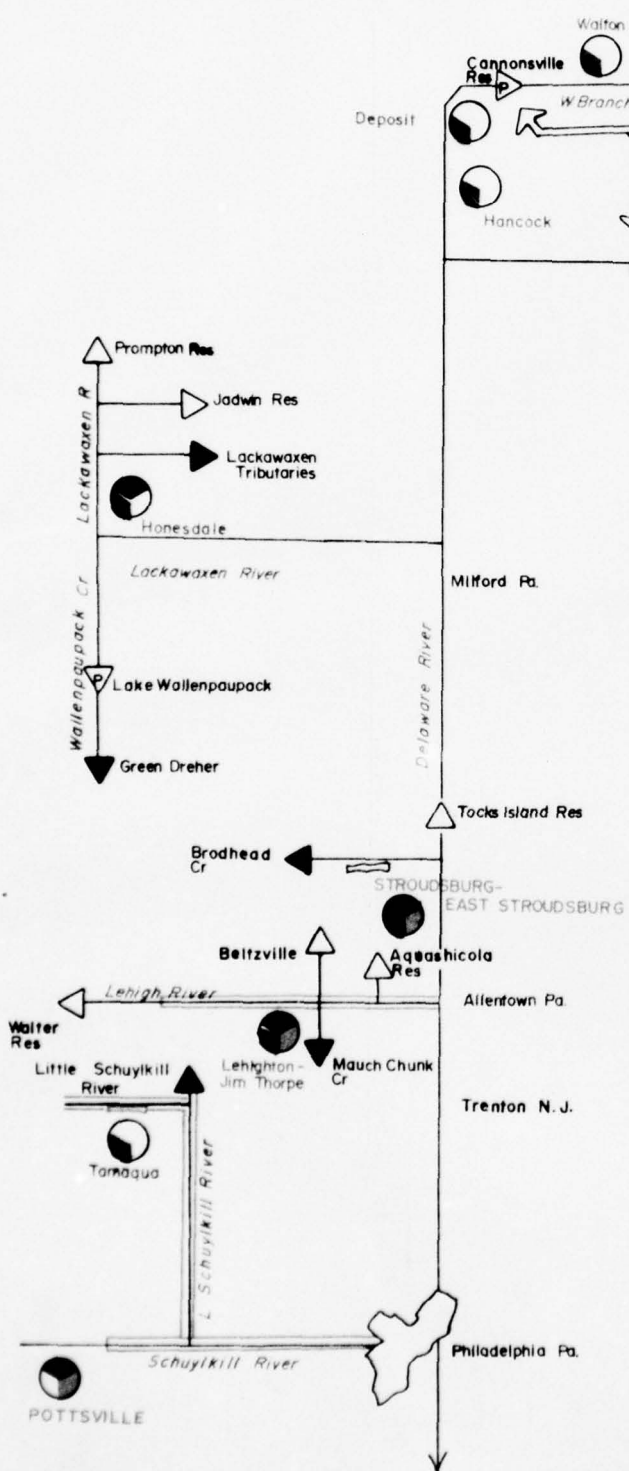 Walton
Cannonsville
Res
P
W Branch
Deposit
Hancock
Prompton Res
Jadwin Res
Lackawaxen R
Lackawaxen
Tributaries
Honesdale
Lackawaxen River
Milford Pa.
Wallenpaupack Cr
P
Lake Wallenpaupack
Delaware River
Green Dreher
Tocks Island Res
Brodhead
Cr
STROUDSBURG-
EAST STROUDSBURG
Beltzville
Aquashicola
Res
Lehigh River
Allentown Pa.
Walter
Res
Lehighton-
Jim Thorpe
Mauch Chunk
Cr
Little Schuylkill
River
Trenton N. J.
Tamaqua
L Schuylkill River
Schuylkill River
Philadelphia Pa.
POTTSVILLE